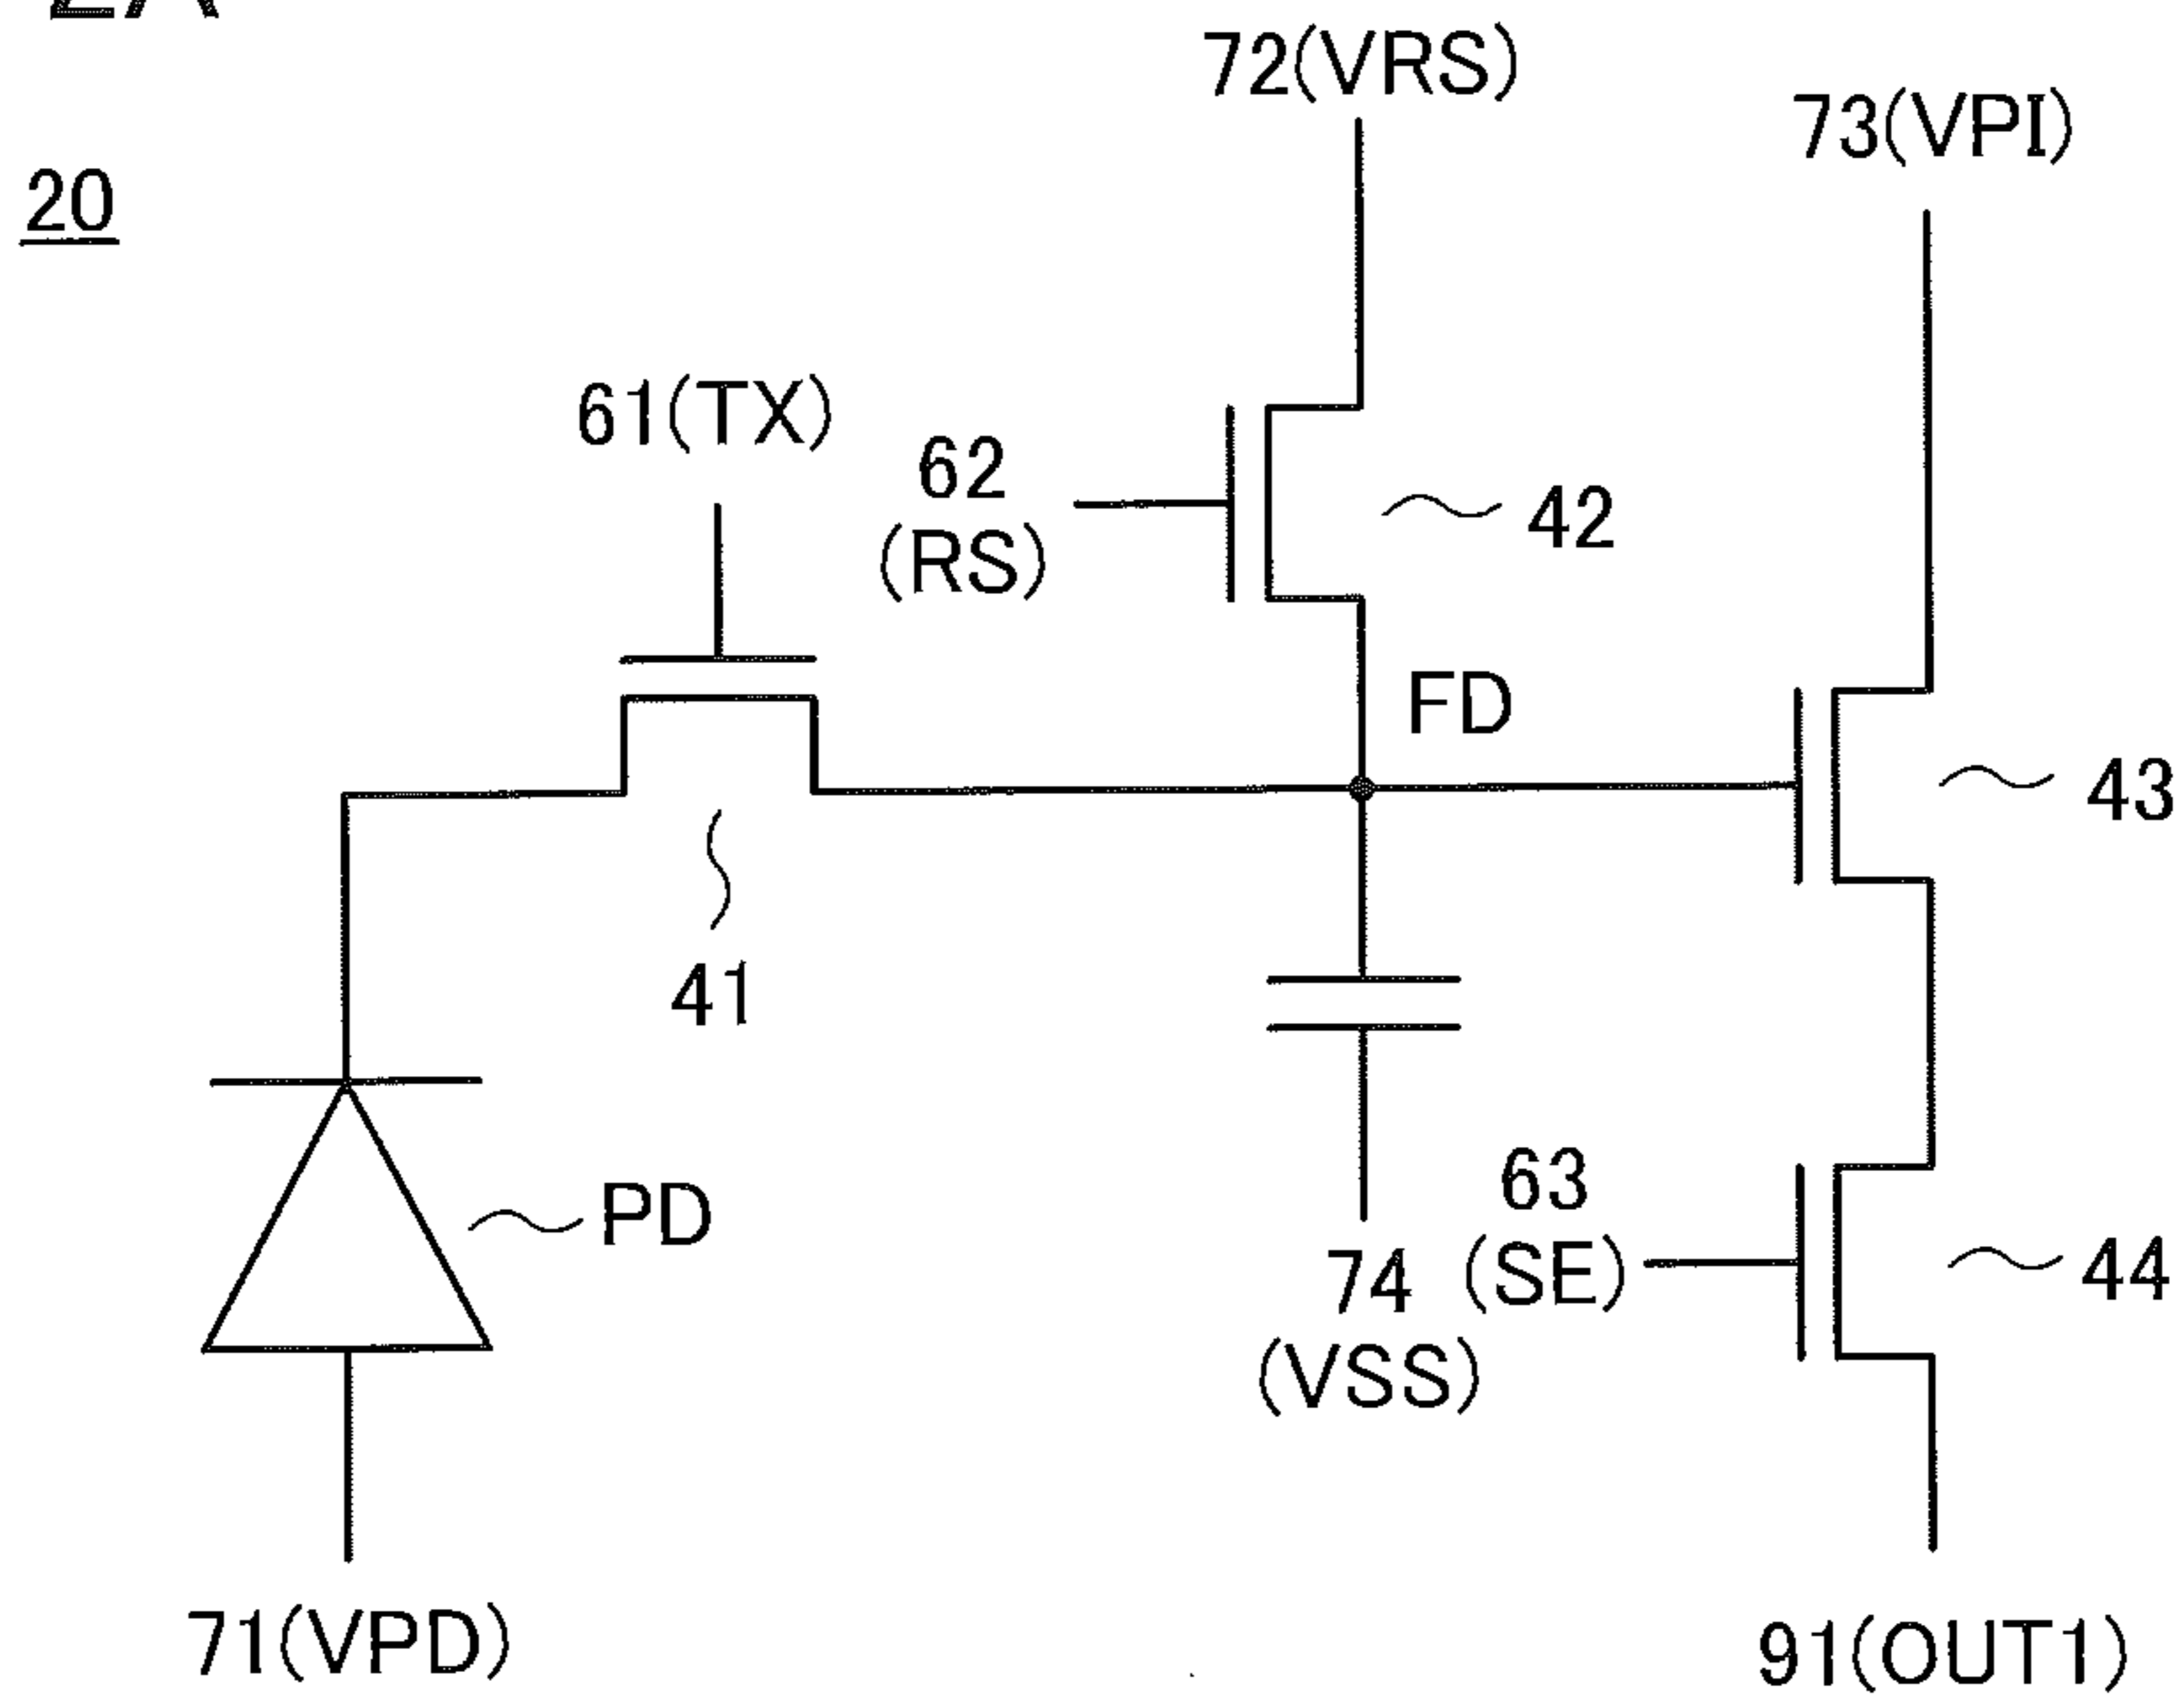 2A
72(VRS)
73(VPI)
20
61(TX)
62
(RS)
42
FD
43
41
PD
63
(SE)
74
(VSS)
44
71(VPD)
91(OUT1)